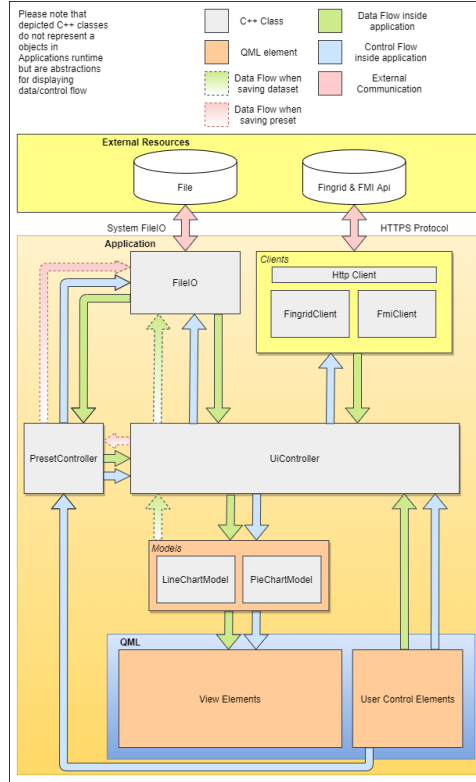 Please note that
depicted C++ classes
do not represent a
objects in
Applications runtime
but are abstractions
for displaying
data/control flow
C++ Class
QML element
Data Flow when
saving dataset
Data Flow when
saving preset
Data Flow inside
application
Control Flow
inside application
External
Communication
External Resources
File
Fingrid & FMI Api
System FileIO
HTTPS Protocol
Application
FileIO
Clients
Http Client
FingridClient
FmiClient
PresetController
UiController
Models
LineChartModel
PieChartModel
QML
View Elements
User Control Elements